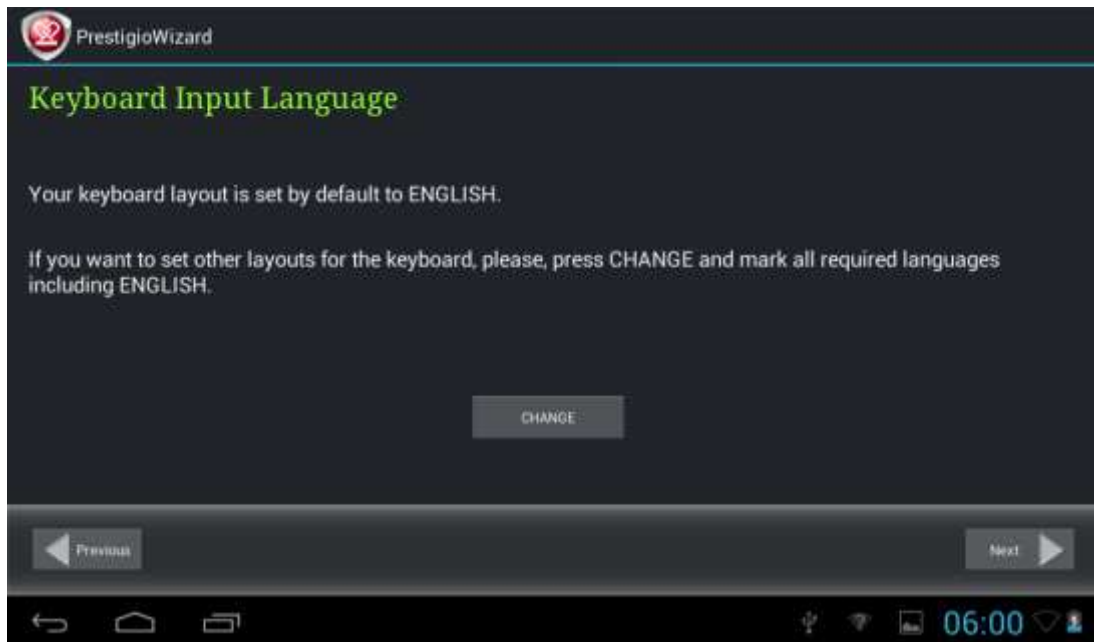 PrestigioWizard
Keyboard Input Language
Your keyboard layout is set by default to ENGLISH.
If you want to set other layouts for the keyboard, please, press CHANGE and mark all required languages
including ENGLISH.
CHANGE
Previous
Next
06:00